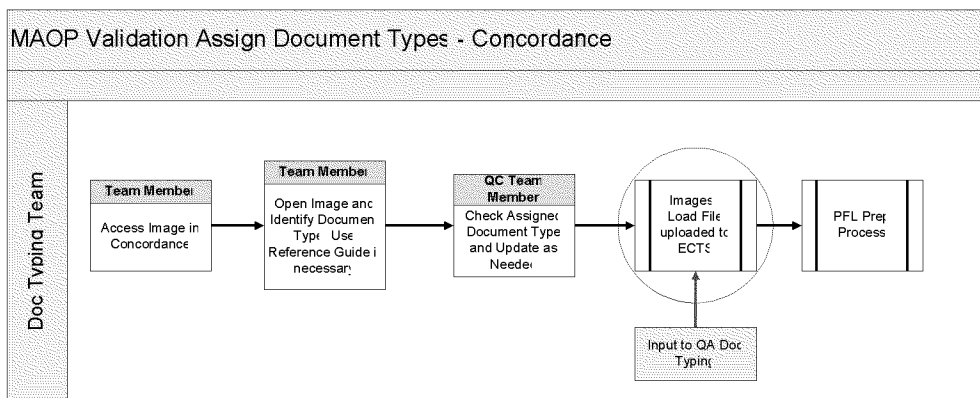 MAOP Validation Assign Document Types - Concordance
Doc Typing Team
Team Member
Access Image in
Concordance
Team Member
Open Image and
Identify Documen
Type Use
Reference Guide i
necessary
QC Team
Member
Check Assigned
Document Type
and Update as
Needed
Images
Load File
uploaded to
ECTS
PFL Prep
Process
Input to QA Doc
Typing